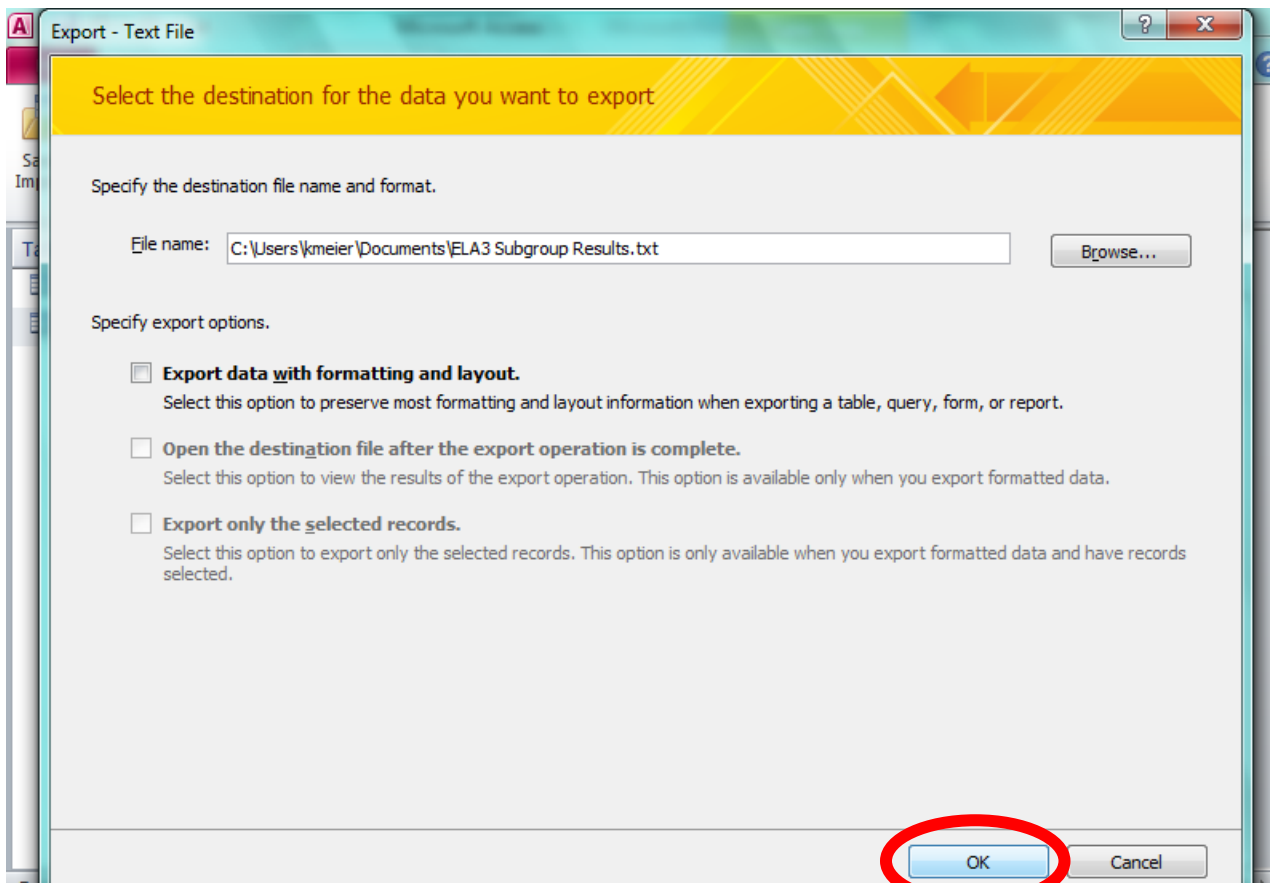 A
Export - Text File
?
X
Select the destination for the data you want to export
Specify the destination file name and format.
File name:
C:\Users\kmeier\Documents\ELA3 Subgroup Results.txt
Browse...
Specify export options.
Export data with formatting and layout.
Select this option to preserve most formatting and layout information when exporting a table, query, form, or report.
Open the destination file after the export operation is complete.
Select this option to view the results of the export operation. This option is available only when you export formatted data.
Export only the selected records.
Select this option to export only the selected records. This option is only available when you export formatted data and have records
selected.
OK
Cancel